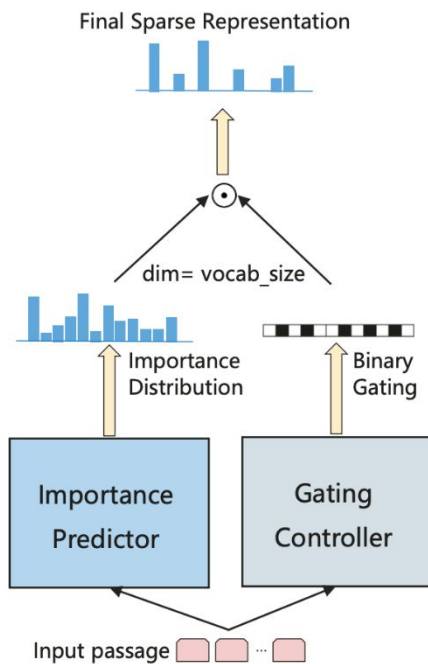 Final Sparse Representation
dim= vocab_size
Importance
Distribution
Binary
Gating
Importance
Predictor
Gating
Controller
Input passage ...